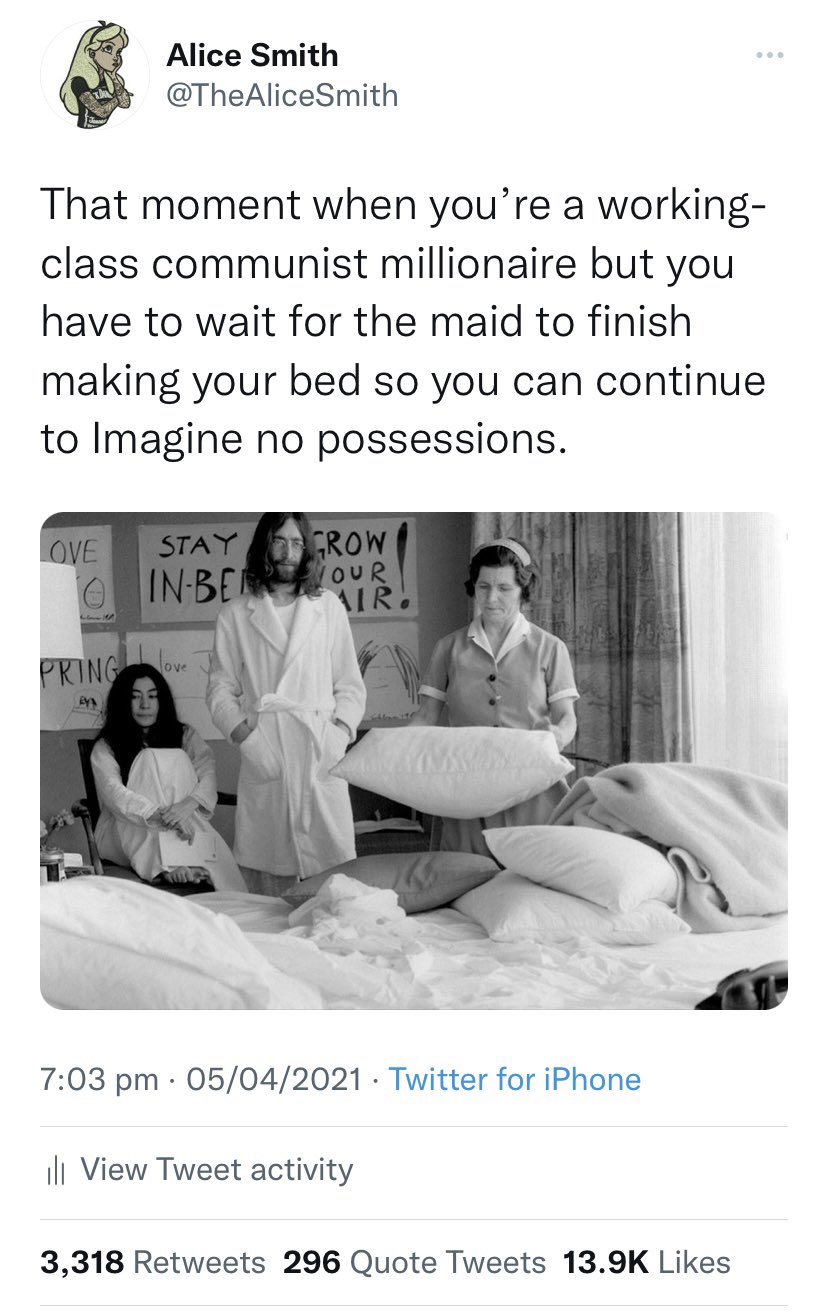 Alice Smith
@TheAliceSmith
That moment when you’re a working-
class communist millionaire but you
have to wait for the maid to finish
making your bed so you can continue
to Imagine no possessions.
OVE
STAY
IN-BE
GROW
OUR
AIR!
PRING
love J
7:03 pm · 05/04/2021 · Twitter for iPhone
View Tweet activity
3,318 Retweets 296 Quote Tweets 13.9K Likes